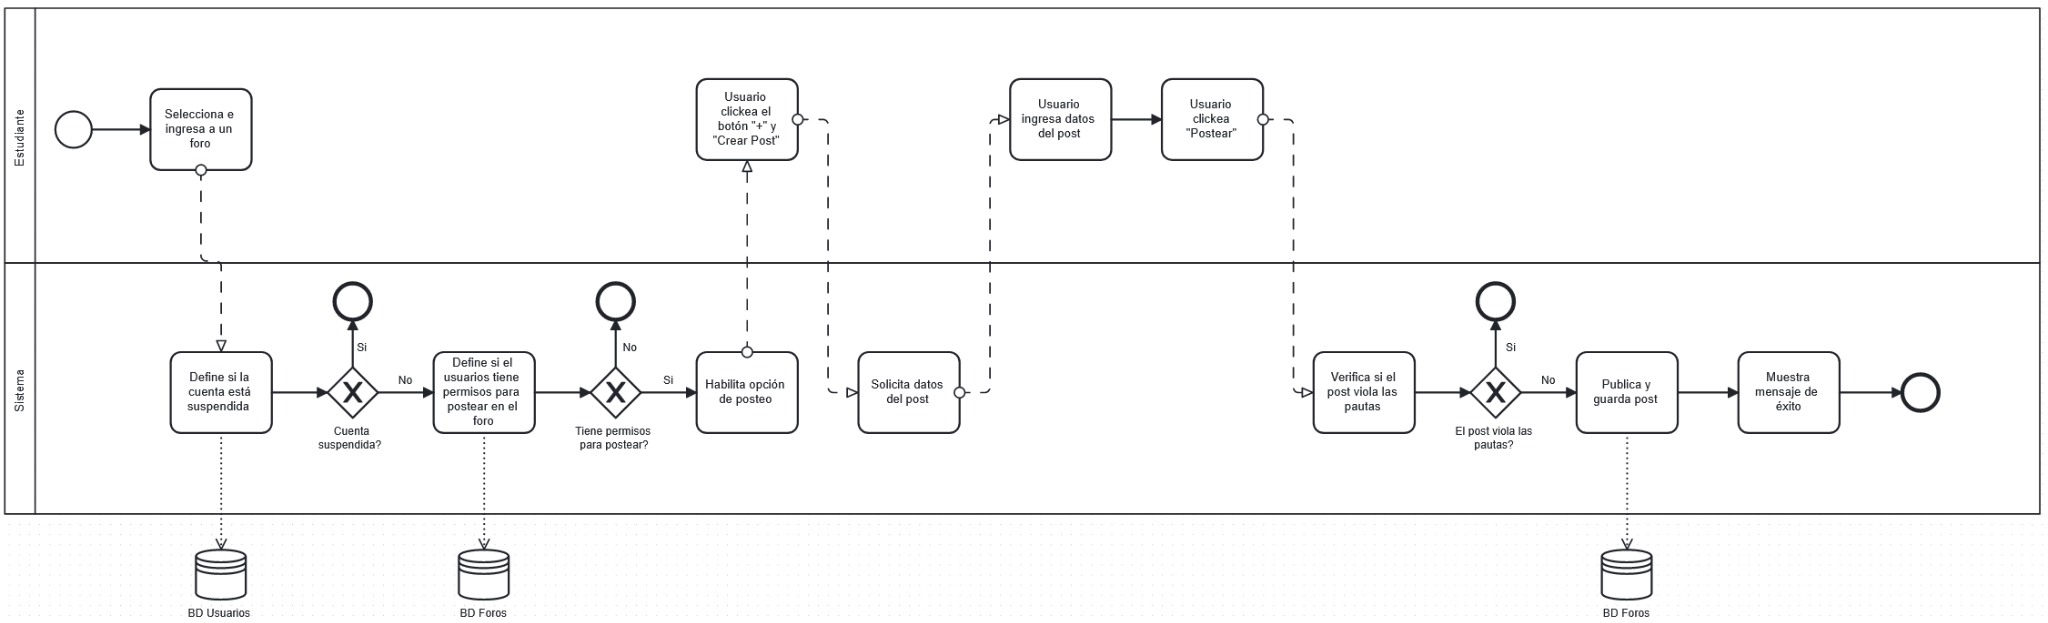 Estudiante
Selecciona e
ingresa a un
foro
Usuario
clickea el
botón "+" y
"Crear Post"
Usuario
ingresa datos
del post
Usuario
clickea
"Postear"
Sistema
Define si la
cuenta está
suspendida
Si
No
Cuenta
suspendida?
Define si el
usuarios tiene
permisos para
postear en el
foro
No
Si
Tiene permisos
para postear?
Habilita opción
de posteo
Solicita datos
del post
Verifica si el
post viola las
pautas
Si
No
El post viola las
pautas?
Publica y
guarda post
Muestra
mensaje de
éxito
BD Usuarios
BD Foros
BD Foros